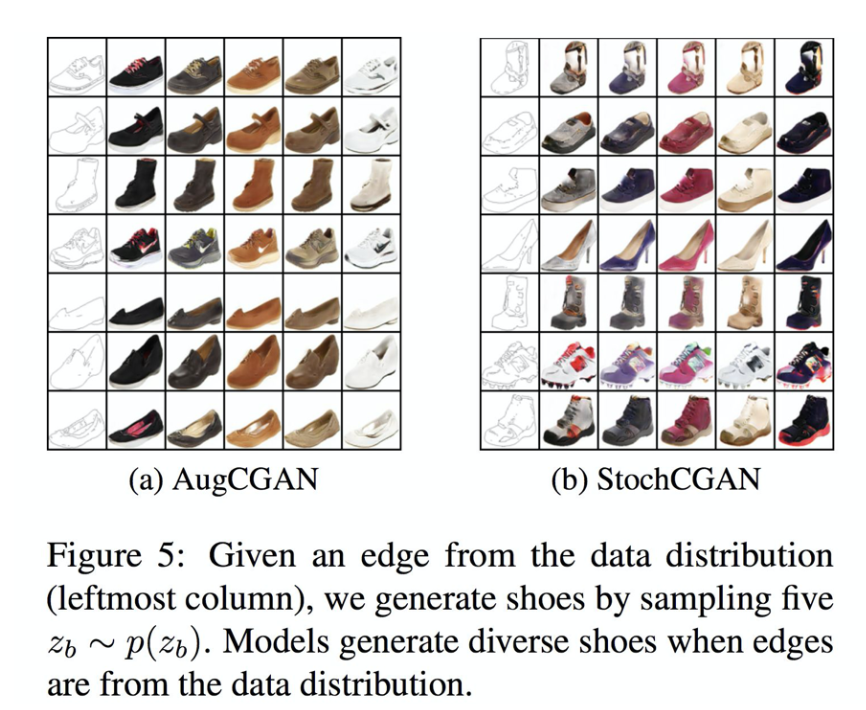 (a) AugCGAN
(b) StochCGAN
Figure 5: Given an edge from the data distribution
(leftmost column), we generate shoes by sampling five
z_b ∼ p(z_b). Models generate diverse shoes when edges
are from the data distribution.